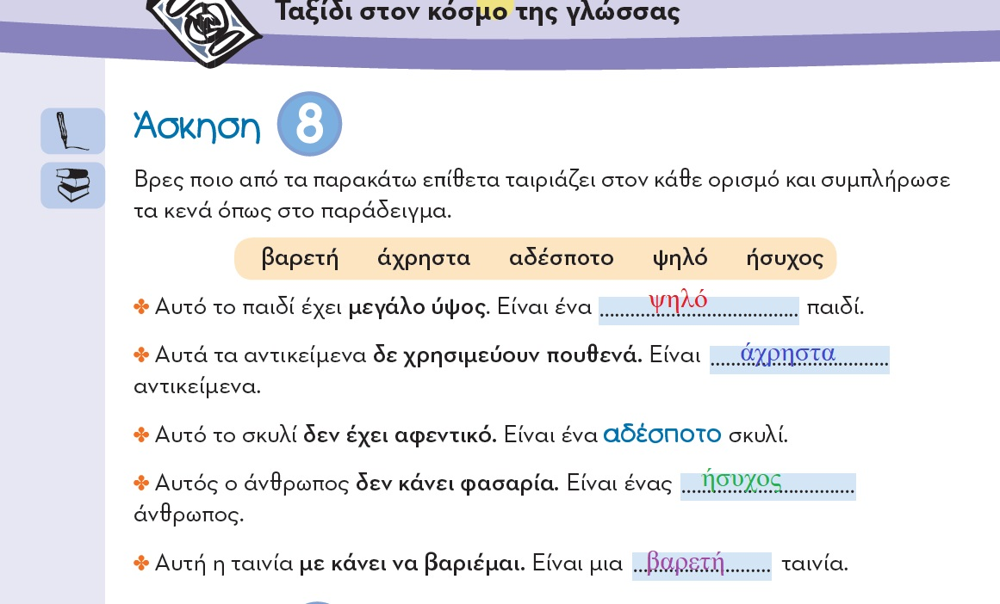 Ταξίδι στον κόσμο της γλώσσας
Άσκηση 8
Βρες ποιο από τα παρακάτω επίθετα ταιριάζει στον κάθε ορισμό και συμπλήρωσε
τα κενά όπως στο παράδειγμα.
βαρετή άχρηστα αδέσποτο ψηλό ήσυχος
✤ Αυτό το παιδί έχει μεγάλο ύψος. Είναι ένα ψηλό παιδί.
✤ Αυτά τα αντικείμενα δε χρησιμεύουν πουθενά. Είναι άχρηστα
αντικείμενα.
✤ Αυτό το σκυλί δεν έχει αφεντικό. Είναι ένα αδέσποτο σκυλί.
✤ Αυτός ο άνθρωπος δεν κάνει φασαρία. Είναι ένας ήσυχος
άνθρωπος.
✤ Αυτή η ταινία με κάνει να βαριέμαι. Είναι μια βαρετή ταινία.